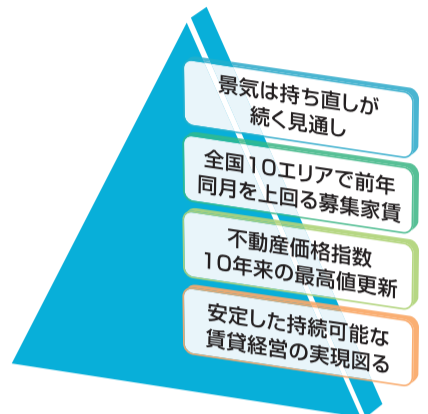 景気は持ち直しが
続く見通し
全国10エリアで前年
同月を上回る募集家賃
不動産価格指数
10年来の最高値更新
安定した持続可能な
賃貸経営の実現図る